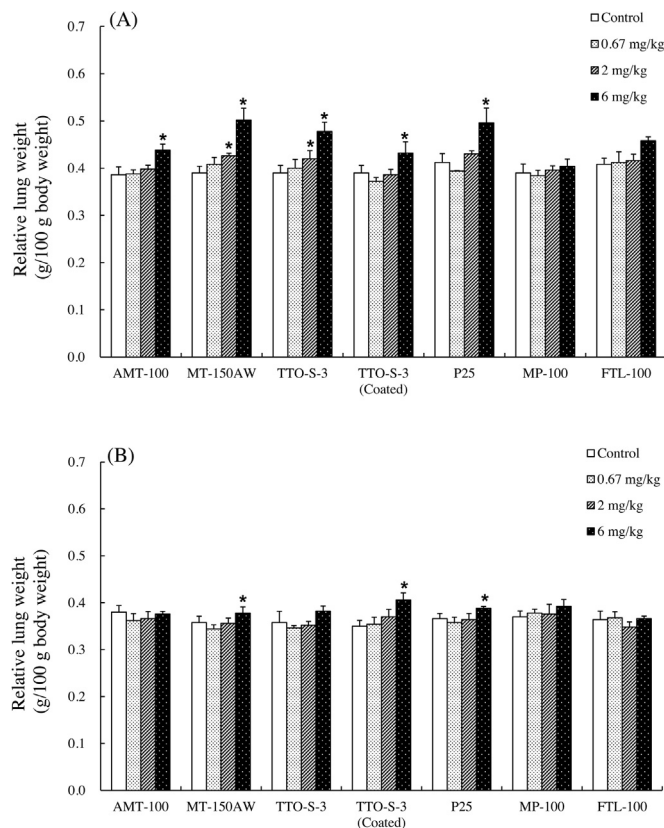 (A)
Control
0.67 mg/kg
2 mg/kg
6 mg/kg
Relative lung weight
(g/100 g body weight)
0.7
0.6
0.5
0.4
0.3
0.2
0.1
0.0
*
*
*
*
*
*
*
AMT-100
MT-150AW
TTO-S-3
TTO-S-3
(Coated)
P25
MP-100
FTL-100
(B)
Control
0.67 mg/kg
2 mg/kg
6 mg/kg
Relative lung weight
(g/100 g body weight)
0.7
0.6
0.5
0.4
0.3
0.2
0.1
0.0
*
*
*
AMT-100
MT-150AW
TTO-S-3
TTO-S-3
(Coated)
P25
MP-100
FTL-100